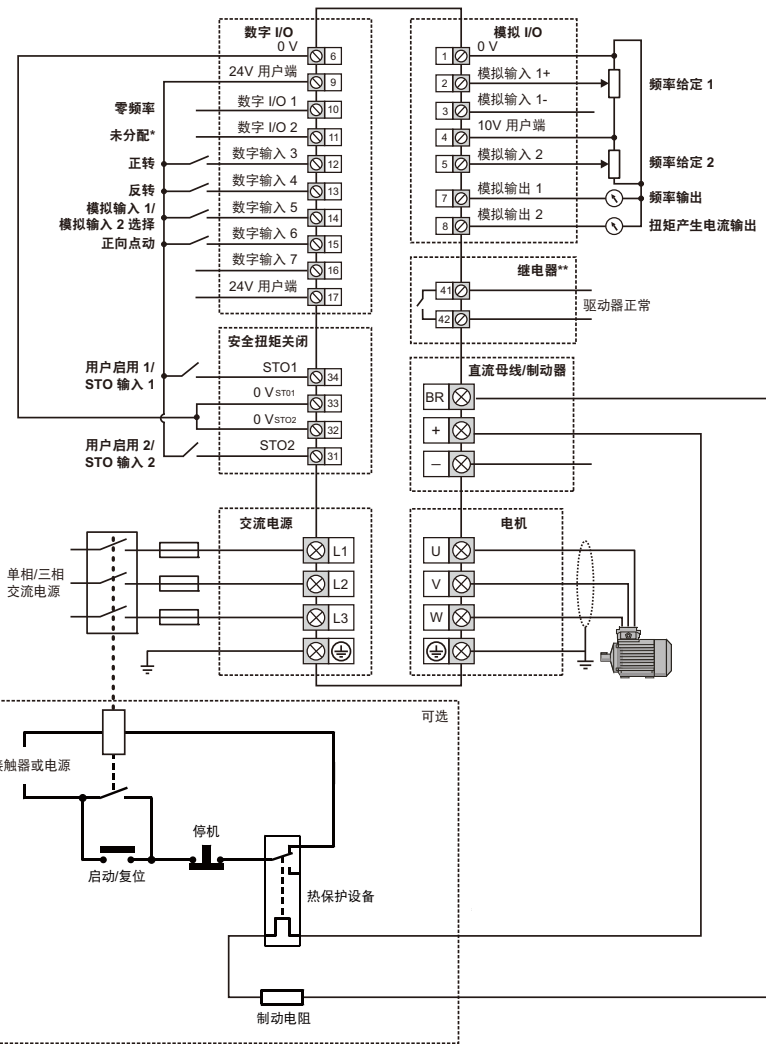 数字 I/O
0 V
6
24V 用户端
9
零频率
数字 I/O 1
10
未分配*
数字 I/O 2
11
正转
数字输入 3
12
反转
数字输入 4
13
模拟输入 1/
模拟输入 2 选择
数字输入 5
14
正向点动
数字输入 6
15
数字输入 7
16
24V 用户端
17
模拟 I/O
0 V
1
模拟输入 1+
2
频率给定 1
模拟输入 1-
3
10V 用户端
4
模拟输入 2
5
频率给定 2
模拟输出 1
7
频率输出
模拟输出 2
8
扭矩产生电流输出
继电器**
41
42
驱动器正常
安全扭矩关闭
用户启用 1/
STO 输入 1
STO1
34
0 VST01
33
0 VSTO2
32
用户启用 2/
STO 输入 2
STO2
31
直流母线/制动器
BR
+
–
交流电源
单相/三相
交流电源
L1
L2
L3
电机
U
V
W
可选
接触器或电源
停机
启动/复位
热保护设备
制动电阻